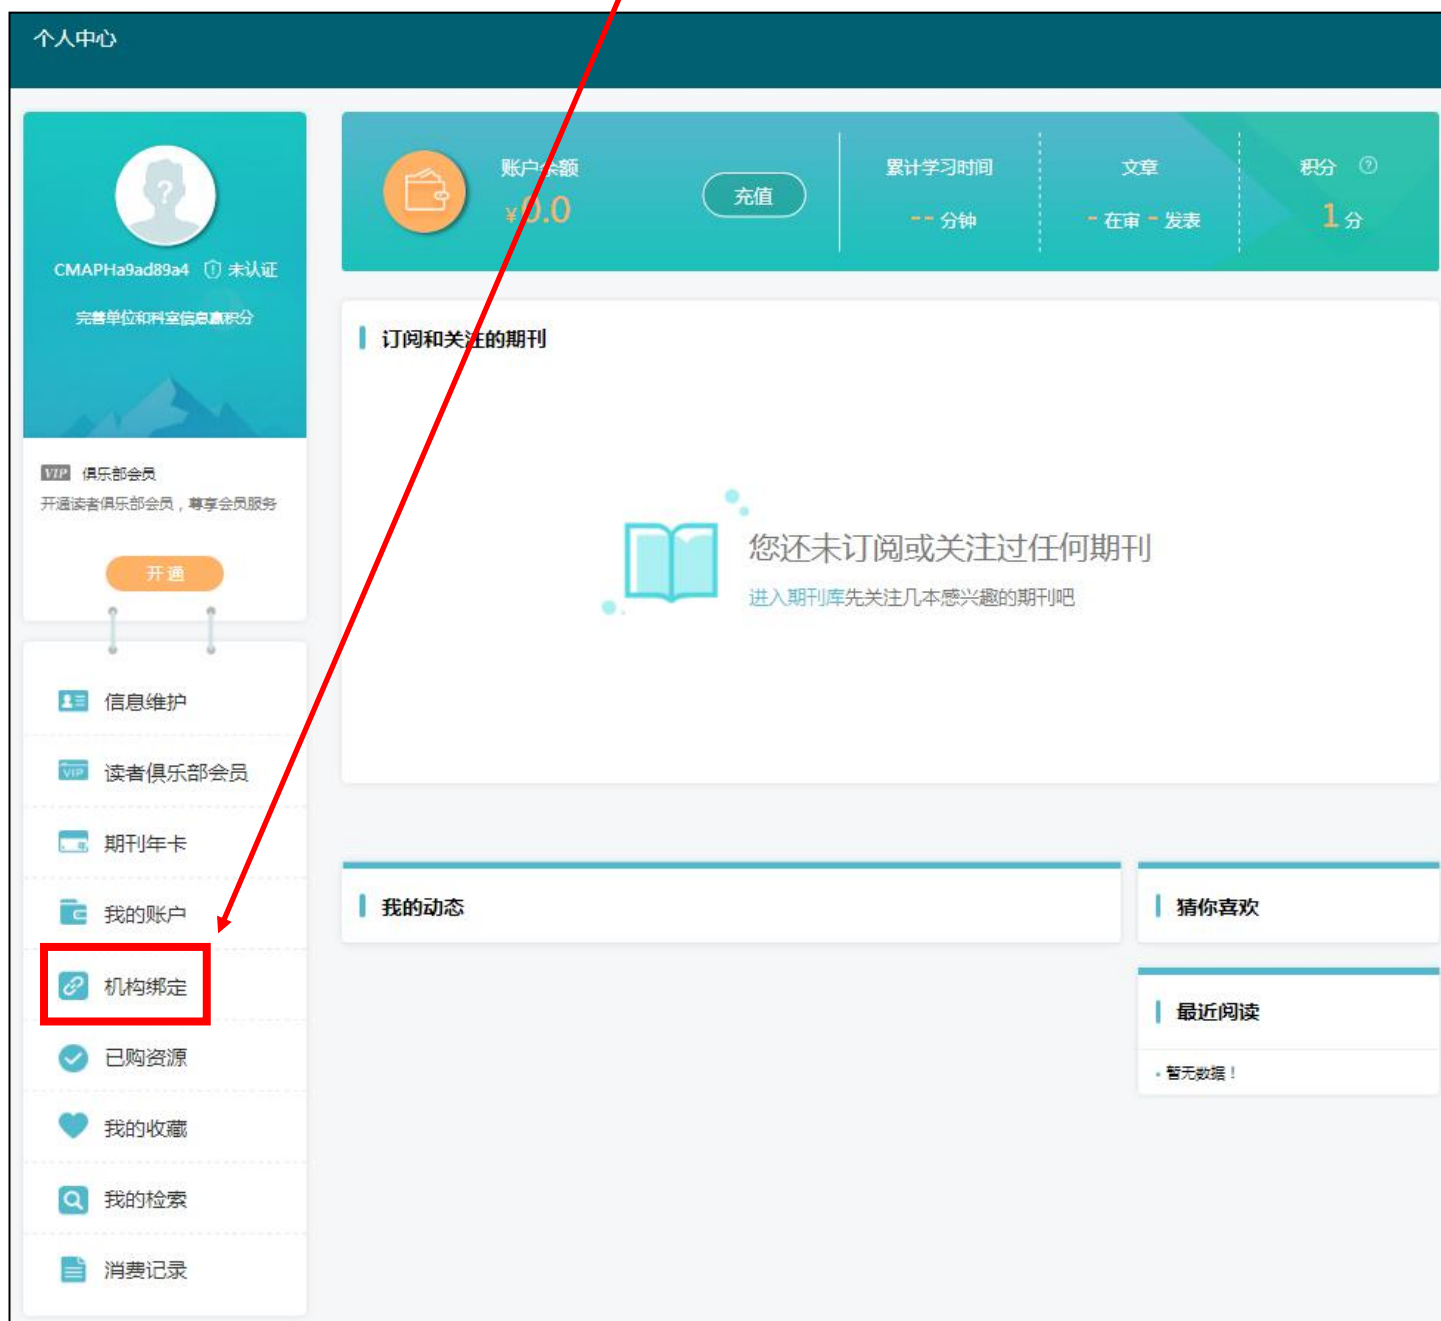 个人中心
CMAPHa9ad89a4 未认证
完善单位和科室信息赢积分
VIP 俱乐部会员
开通读者俱乐部会员，尊享会员服务
开通
信息维护
VIP 读者俱乐部会员
期刊年卡
我的账户
机构绑定
已购资源
我的收藏
我的检索
消费记录
账户余额
¥0.0
充值
累计学习时间
-- 分钟
文章
- 在审 - 发表
积分 ?
1 分
订阅和关注的期刊
您还未订阅或关注过任何期刊
进入期刊库先关注几本感兴趣的期刊吧
我的动态
猜你喜欢
最近阅读
暂无数据！